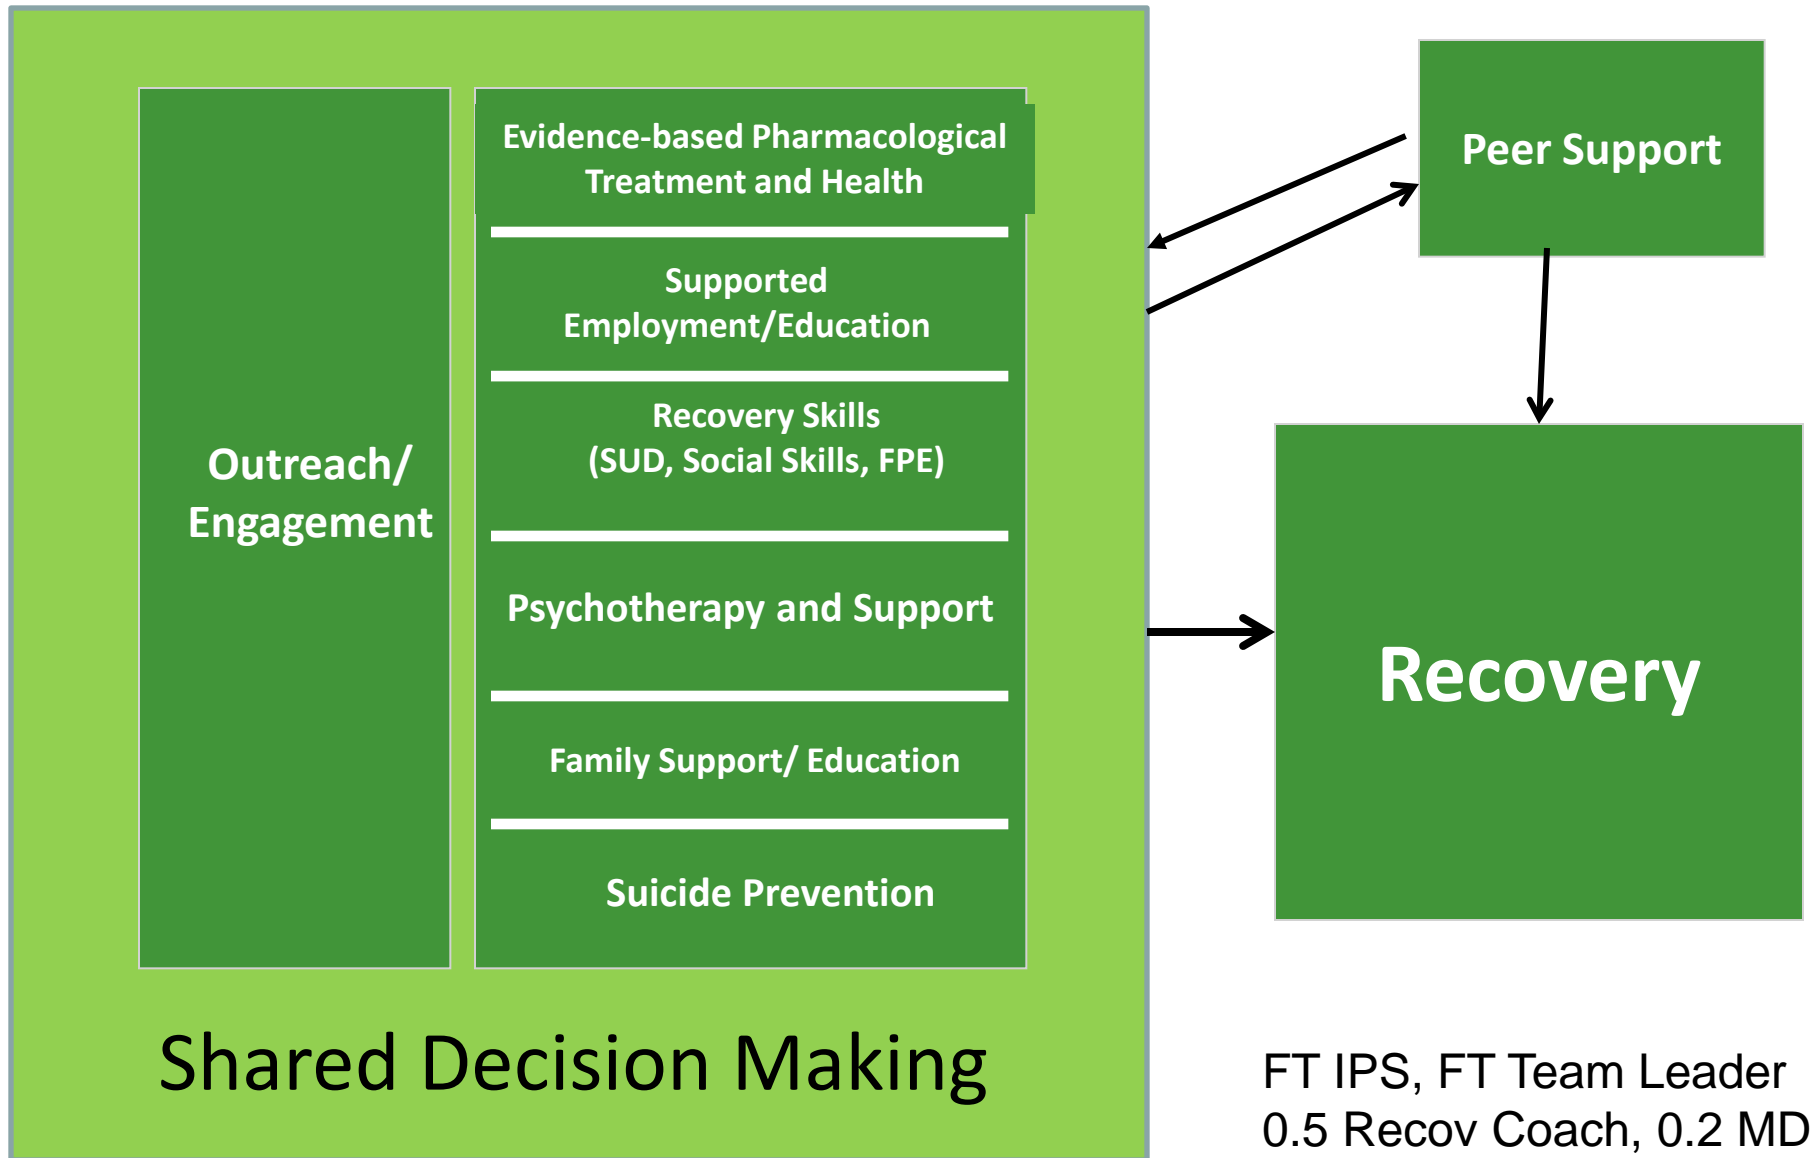 Outreach/
Engagement
Evidence-based Pharmacological
Treatment and Health
Supported
Employment/Education
Recovery Skills
(SUD, Social Skills, FPE)
Psychotherapy and Support
Family Support/ Education
Suicide Prevention
Shared Decision Making
Peer Support
Recovery
FT IPS, FT Team Leader
0.5 Recov Coach, 0.2 MD